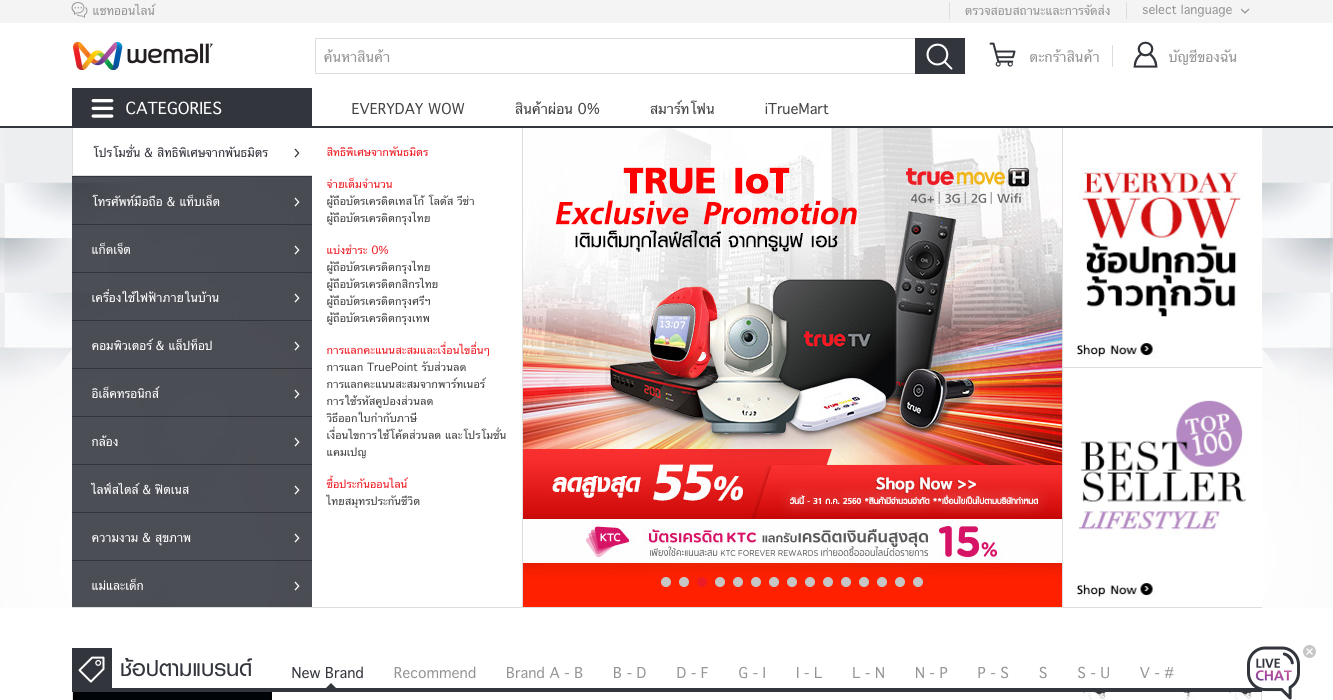 แชทออนไลน์
ตรวจสอบสถานะและการจัดส่ง
select language
wemall
ค้นหาสินค้า
ตะกร้าสินค้า
บัญชีของฉัน
CATEGORIES
EVERYDAY WOW
สินค้าผ่อน 0%
สมาร์ทโฟน
iTrueMart
โปรโมชั่น & สิทธิพิเศษจากพันธมิตร
โทรศัพท์มือถือ & แท็บเล็ต
แก็ดเจ็ต
เครื่องใช้ไฟฟ้าภายในบ้าน
คอมพิวเตอร์ & แล็ปท็อป
อิเล็คทรอนิกส์
กล้อง
ไลฟ์สไตล์ & ฟิตเนส
ความงาม & สุขภาพ
แม่และเด็ก
สิทธิพิเศษจากพันธมิตร
จ่ายเต็มจำนวน
ผู้ถือบัตรเครดิตเทสโก้ โลตัส วีซ่า
ผู้ถือบัตรเครดิตกรุงไทย
แบ่งชำระ 0%
ผู้ถือบัตรเครดิตกรุงไทย
ผู้ถือบัตรเครดิตกสิกรไทย
ผู้ถือบัตรเครดิตกรุงศรีฯ
ผู้ถือบัตรเครดิตกรุงเทพ
การแลกคะแนนสะสมและเงื่อนไขอื่นๆ
การแลก TruePoint รับส่วนลด
การแลกคะแนนสะสมจากพาร์ทเนอร์
การใช้รหัสคูปองส่วนลด
วิธีออกใบกำกับภาษี
เงื่อนไขการใช้โค้ดส่วนลด และโปรโมชั่น
แคมเปญ
ซื้อประกันออนไลน์
ไทยสมุทรประกันชีวิต
TRUE IoT
Exclusive Promotion
เติมเต็มทุกไลฟ์สไตล์ จากทรูมูฟ เอช
truemove H
4G+ | 3G | 2G | Wifi
13:07
OK
true TV
200
true
truemove H
true
ลดสูงสุด 55%
Shop Now >>
วันนี้ - 31 ก.ค. 2560 *สินค้ามีจำนวนจำกัด **เงื่อนไขเป็นไปตามบริษัทกำหนด
KTC
บัตรเครดิต KTC แลกรับเครดิตเงินคืนสูงสุด 15%
เพียงใช้คะแนนสะสม KTC FOREVER REWARDS เท่ายอดซื้อออนไลน์ต่อรายการ
EVERYDAY
WOW
ช้อปทุกวัน
ว้าวทุกวัน
Shop Now
TOP
100
BEST
SELLER
LIFESTYLE
Shop Now
ช้อปตามแบรนด์
New Brand
Recommend
Brand A - B
B - D
D - F
G - I
I - L
L - N
N - P
P - S
S
S - U
V - #
LIVE
CHAT